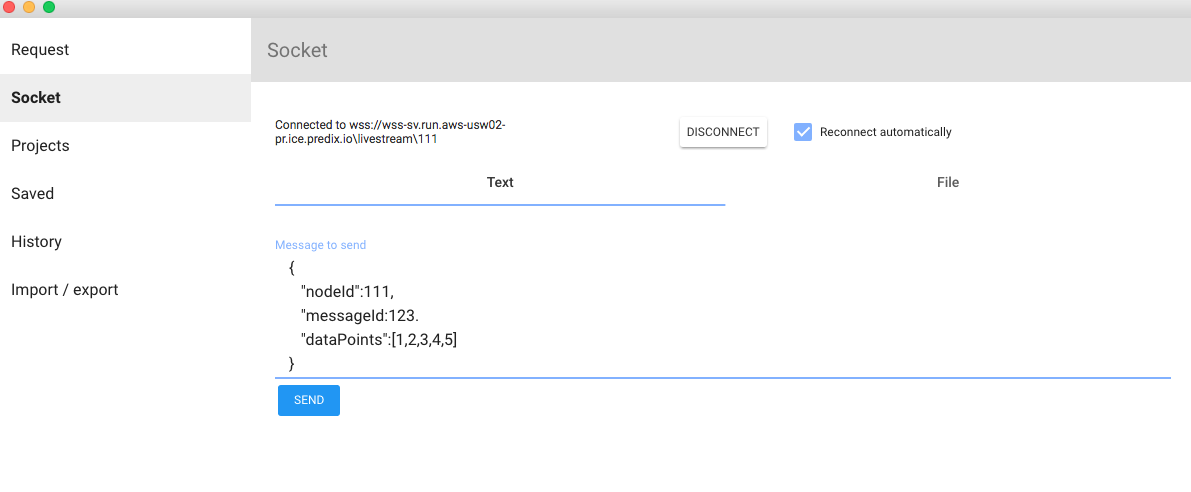 Request
Socket
Projects
Saved
History
Import / export
Socket
Connected to wss://wss-sv.run.aws-usw02-
pr.ice.predix.io\livestream\111
DISCONNECT
Reconnect automatically
Text
File
Message to send
{
"nodeId":111,
"messageId:123.
"dataPoints":[1,2,3,4,5]
}
SEND